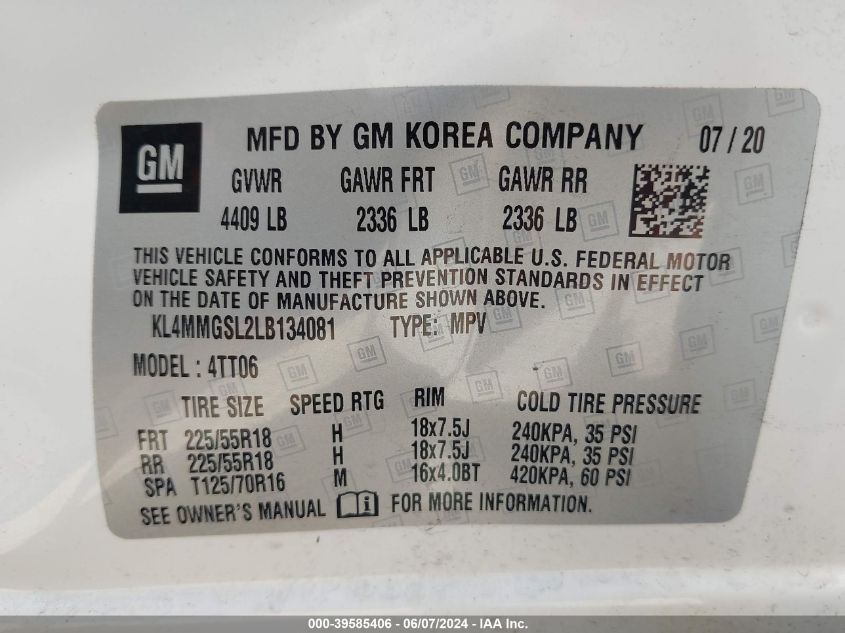 GM MFD BY GM KOREA COMPANY 07 / 20
GVWR GAWR FRT GAWR RR
4409 LB 2336 LB 2336 LB
THIS VEHICLE CONFORMS TO ALL APPLICABLE U.S. FEDERAL MOTOR
VEHICLE SAFETY AND THEFT PREVENTION STANDARDS IN EFFECT
ON THE DATE OF MANUFACTURE SHOWN ABOVE.
KL4MMGSL2LB134081 TYPE: MPV
MODEL : 4TT06
TIRE SIZE SPEED RTG RIM COLD TIRE PRESSURE
FRT 225/55R18 H 18x7.5J 240KPA, 35 PSI
RR 225/55R18 H 18x7.5J 240KPA, 35 PSI
SPA T125/70R16 M 16x4.0BT 420KPA, 60 PSI
SEE OWNER'S MANUAL FOR MORE INFORMATION.
000-39585406 - 06/07/2024 - IAA Inc.